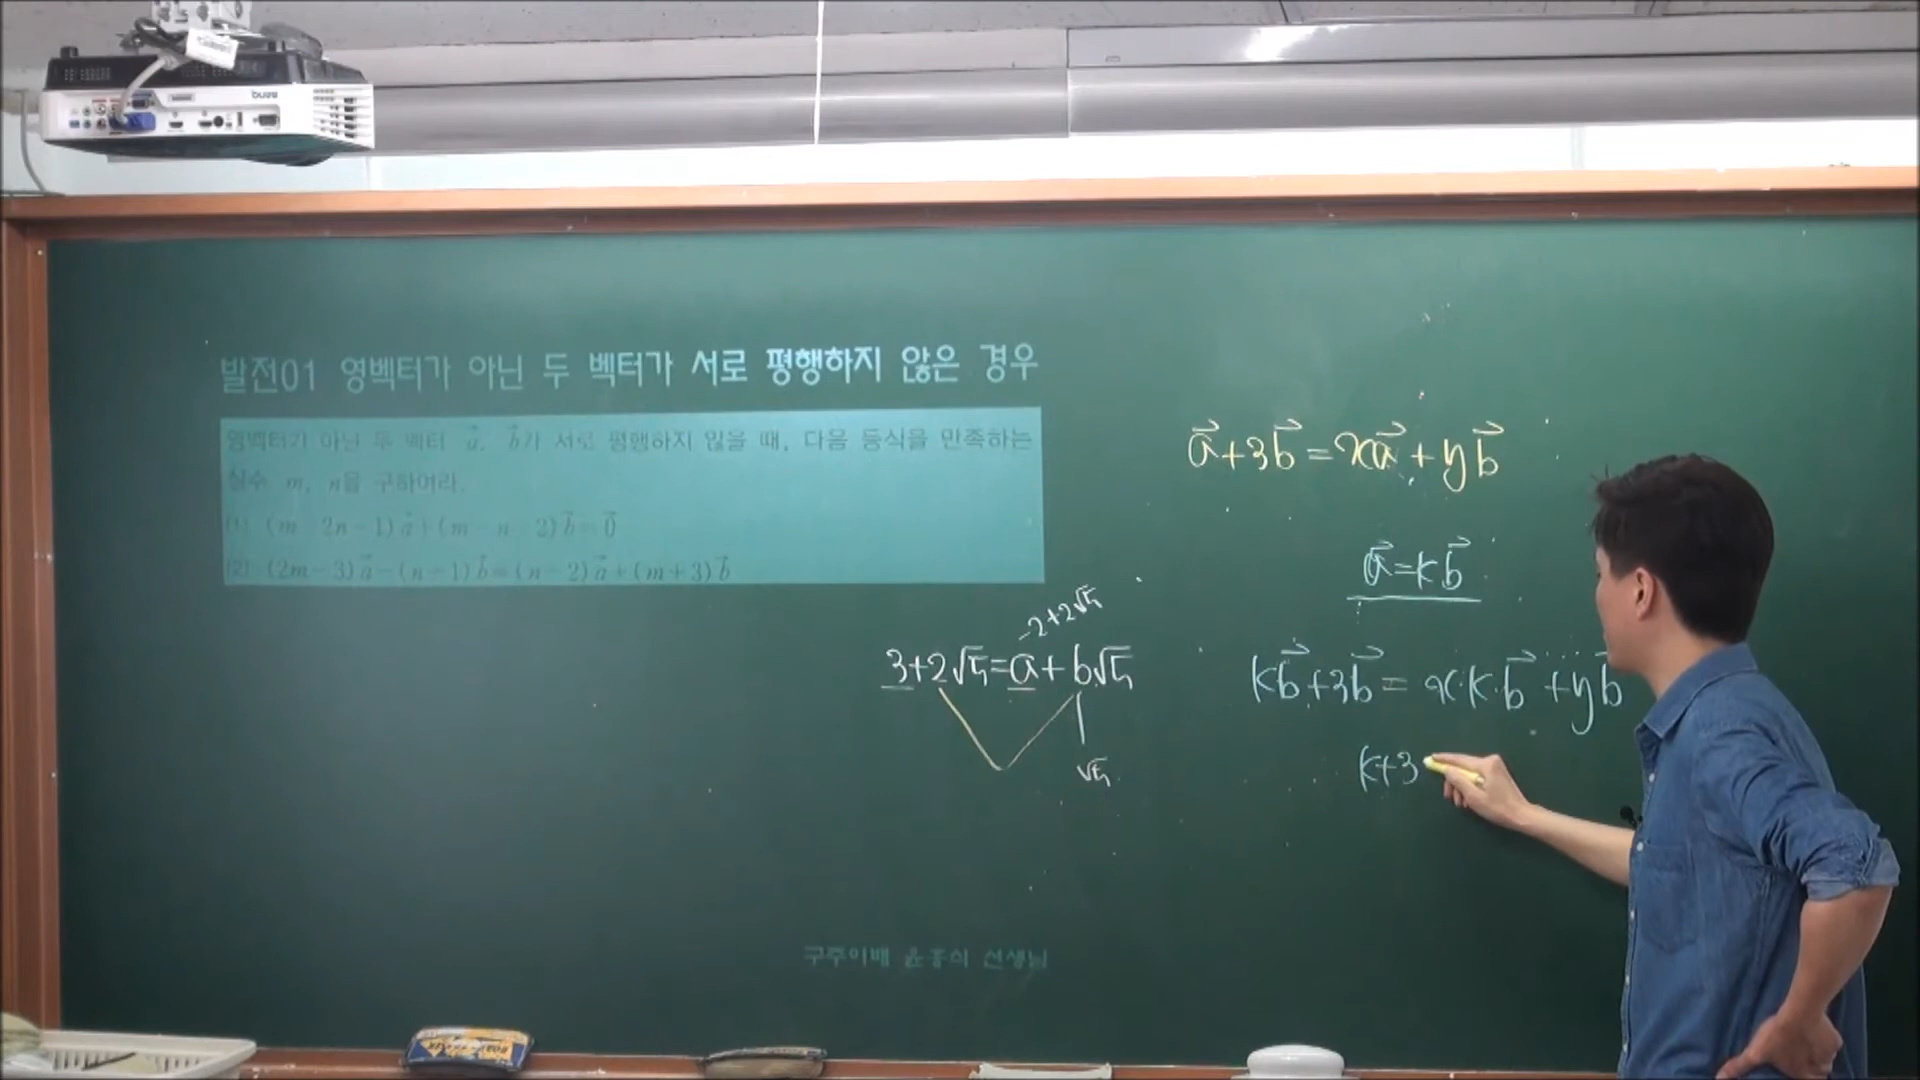 발전01 영벡터가 아닌 두 벡터가 서로 평행하지 않은 경우
영벡터가 아닌 두 벡터 a⃗, b⃗가 서로 평행하지 않을 때, 다음 등식을 만족하는
실수 m, n을 구하여라.
(1) (m 2n-1)a⃗+(m-n 2)b⃗=0⃗
(2) (2m-3)a⃗-(n-1)b⃗=(n-2)a⃗+(m+3)b⃗
-2+2√5
3+2√5=a+b√5
√5
a⃗+3b⃗=xa⃗+yb⃗
a⃗=kb⃗
kb⃗+3b⃗=x·k·b⃗+yb⃗
k+3
선생님
BenQ